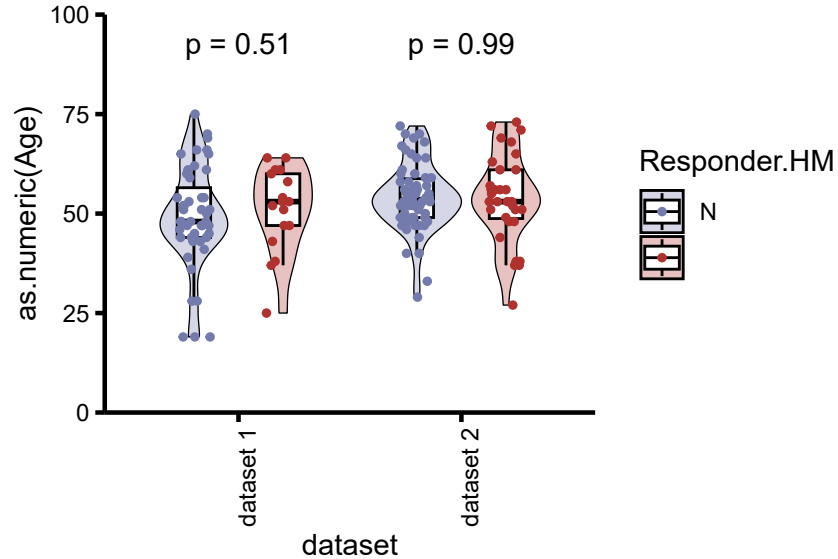 100
75
50
25
0
as.numeric(Age)
p = 0.51
p = 0.99
dataset 1
dataset 2
dataset
Responder.HM
N